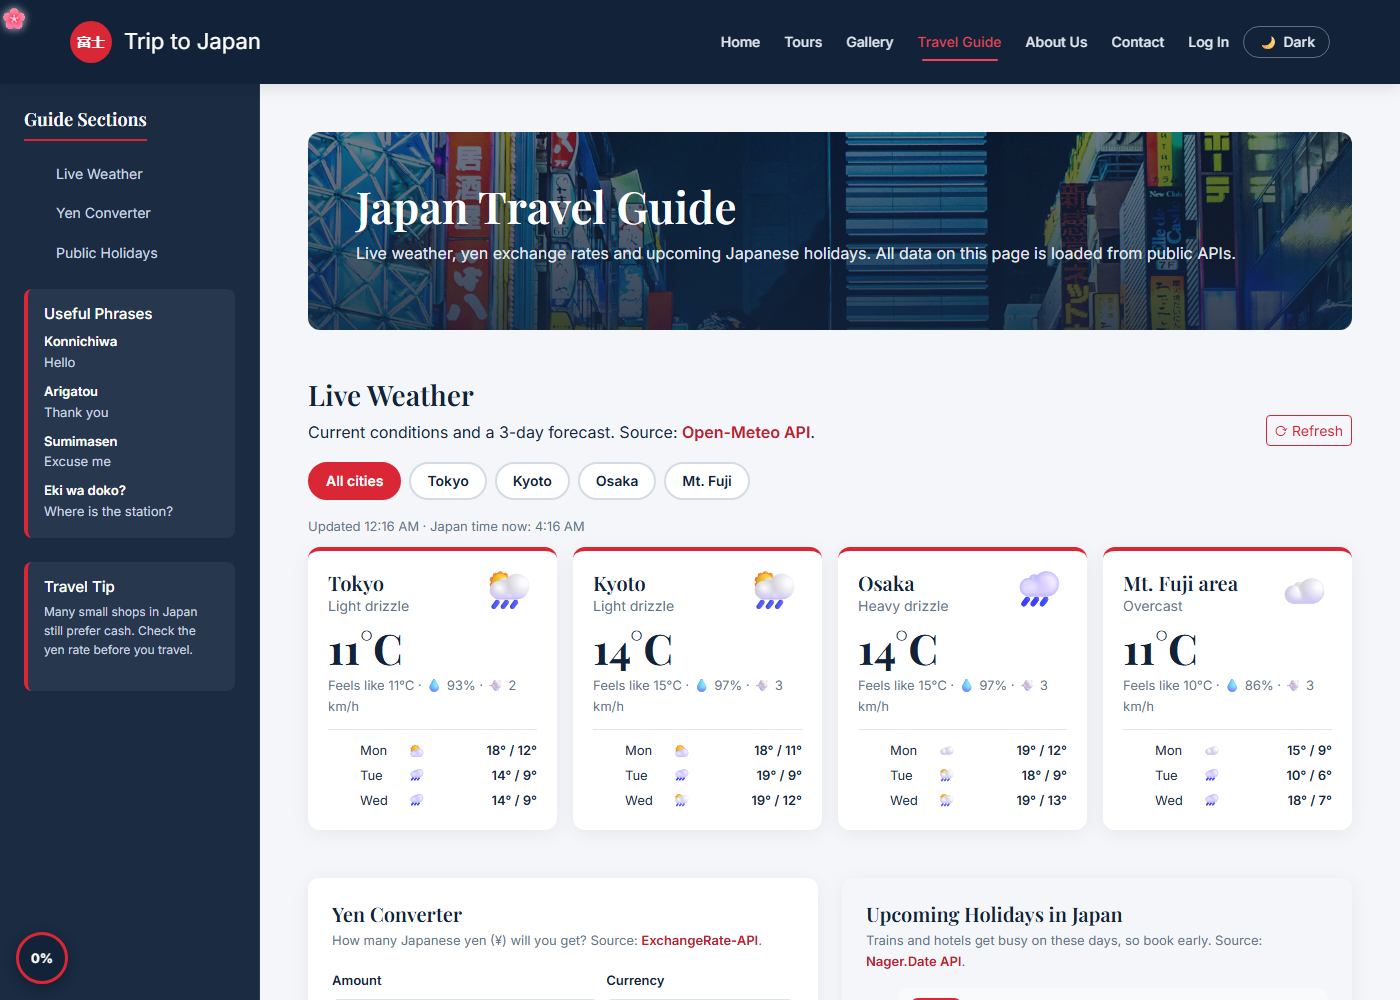 富士
Trip to Japan
Home
Tours
Gallery
Travel Guide
About Us
Contact
Log In
Dark
Guide Sections
Live Weather
Yen Converter
Public Holidays
Useful Phrases
Konnichiwa
Hello
Arigatou
Thank you
Sumimasen
Excuse me
Eki wa doko?
Where is the station?
Travel Tip
Many small shops in Japan
still prefer cash. Check the
yen rate before you travel.
0%
居酒
Japan Travel Guide
Live weather, yen exchange rates and upcoming Japanese holidays. All data on this page is loaded from public APIs.
Live Weather
Current conditions and a 3-day forecast. Source: Open-Meteo API.
Refresh
All cities
Tokyo
Kyoto
Osaka
Mt. Fuji
Updated 12:16 AM · Japan time now: 4:16 AM
Tokyo
Light drizzle
11°C
Feels like 11°C · 💧 93% · 💨 2
km/h
Mon 18° / 12°
Tue 14° / 9°
Wed 14° / 9°
Kyoto
Light drizzle
14°C
Feels like 15°C · 💧 97% · 💨 3
km/h
Mon 18° / 11°
Tue 19° / 9°
Wed 19° / 12°
Osaka
Heavy drizzle
14°C
Feels like 15°C · 💧 97% · 💨 3
km/h
Mon 19° / 12°
Tue 18° / 9°
Wed 19° / 13°
Mt. Fuji area
Overcast
11°C
Feels like 10°C · 💧 86% · 💨 3
km/h
Mon 15° / 9°
Tue 10° / 6°
Wed 18° / 7°
Yen Converter
How many Japanese yen (¥) will you get? Source: ExchangeRate-API.
Amount
Currency
Upcoming Holidays in Japan
Trains and hotels get busy on these days, so book early. Source:
Nager.Date API.